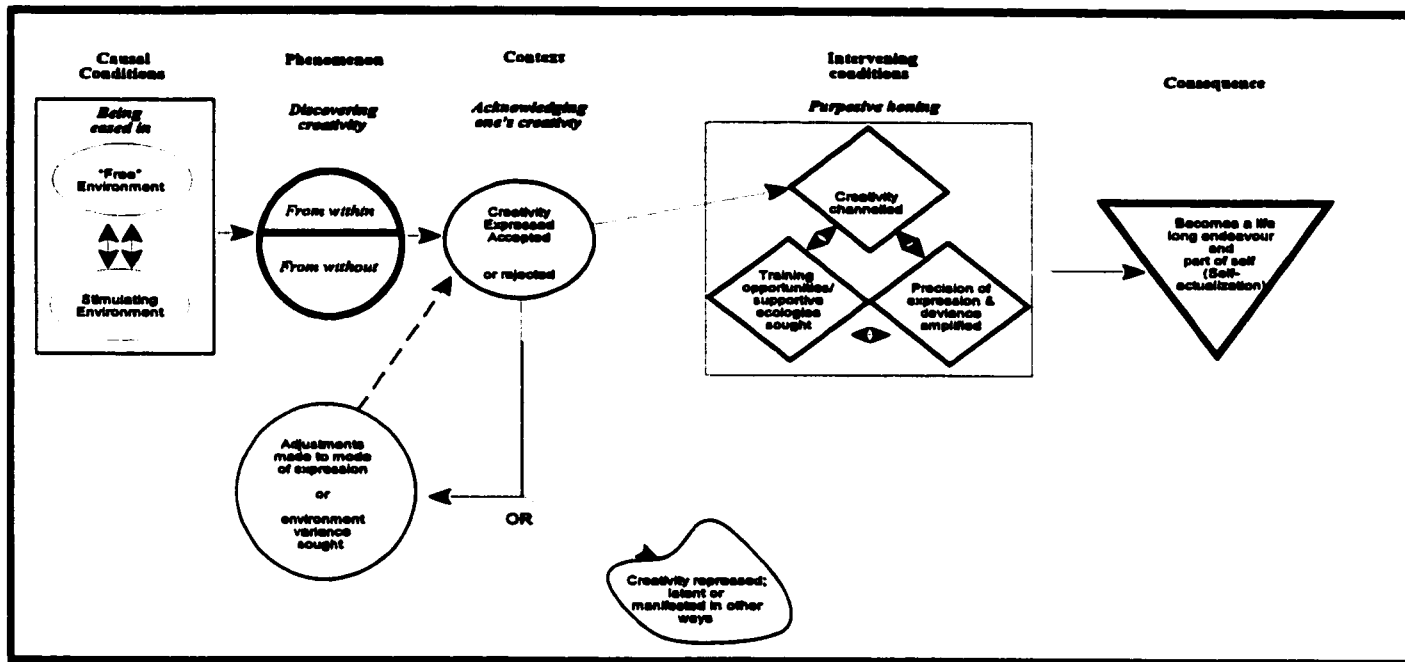 Causal
Conditions
Being
eased in
"Free"
Environment
Stimulating
Environment
Phenomenon
Discovering
creativity
From within
From without
Context
Acknowledging
one's creativity
Creativity
Expressed
Accepted
or rejected
Adjustments
made to mode
of expression
or
environment
variance
sought
OR
Creativity repressed;
latent or
manifested in other
ways
Intervening
conditions
Purposive honing
Creativity
channelled
Training
opportunities/
supportive
ecologies
sought
Precision of
expression &
deviance
amplified
Consequence
Becomes a life
long endeavour
and
part of self
(Self-
actualization)